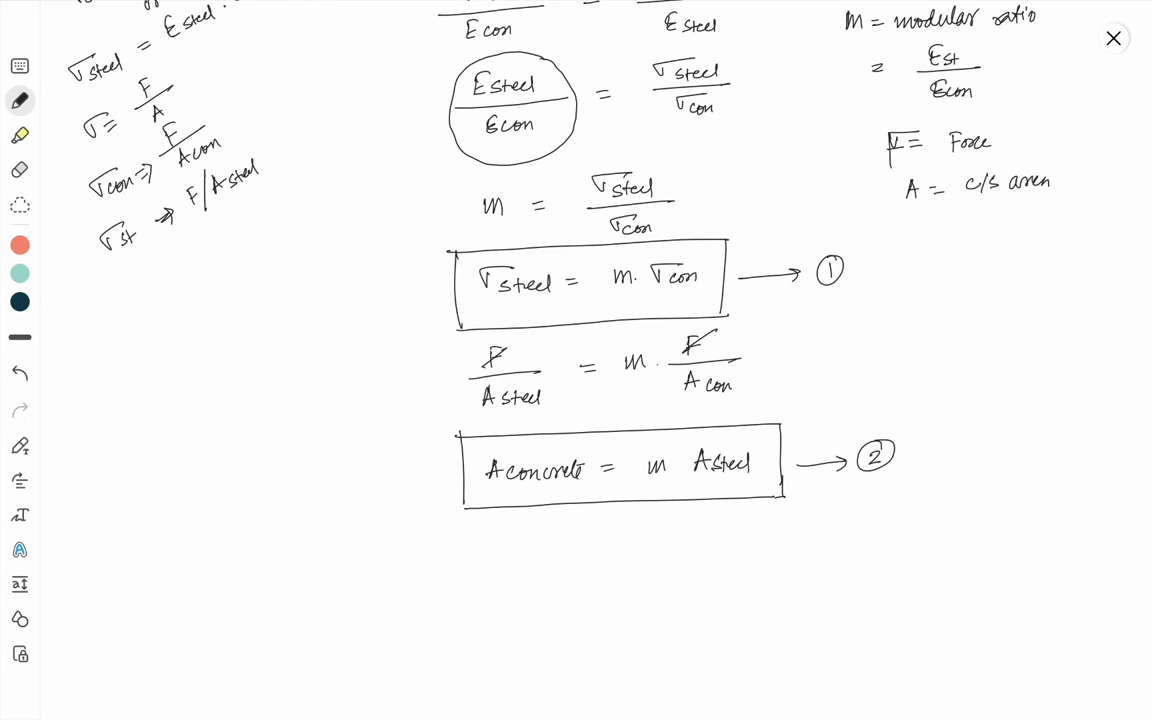 σsteel = Esteel.
σ = F/A
σcon ⇒ F/Acon
σst ⇒ F/Asteel
Econ Esteel
Esteel/Econ = σsteel/σcon
m = σsteel/σcon
σsteel = m. σcon → ①
F/Asteel = m. F/Acon
Aconcrete = m Asteel → ②
M = modular ratio
= Est/Econ
F = Force
A = c/s area